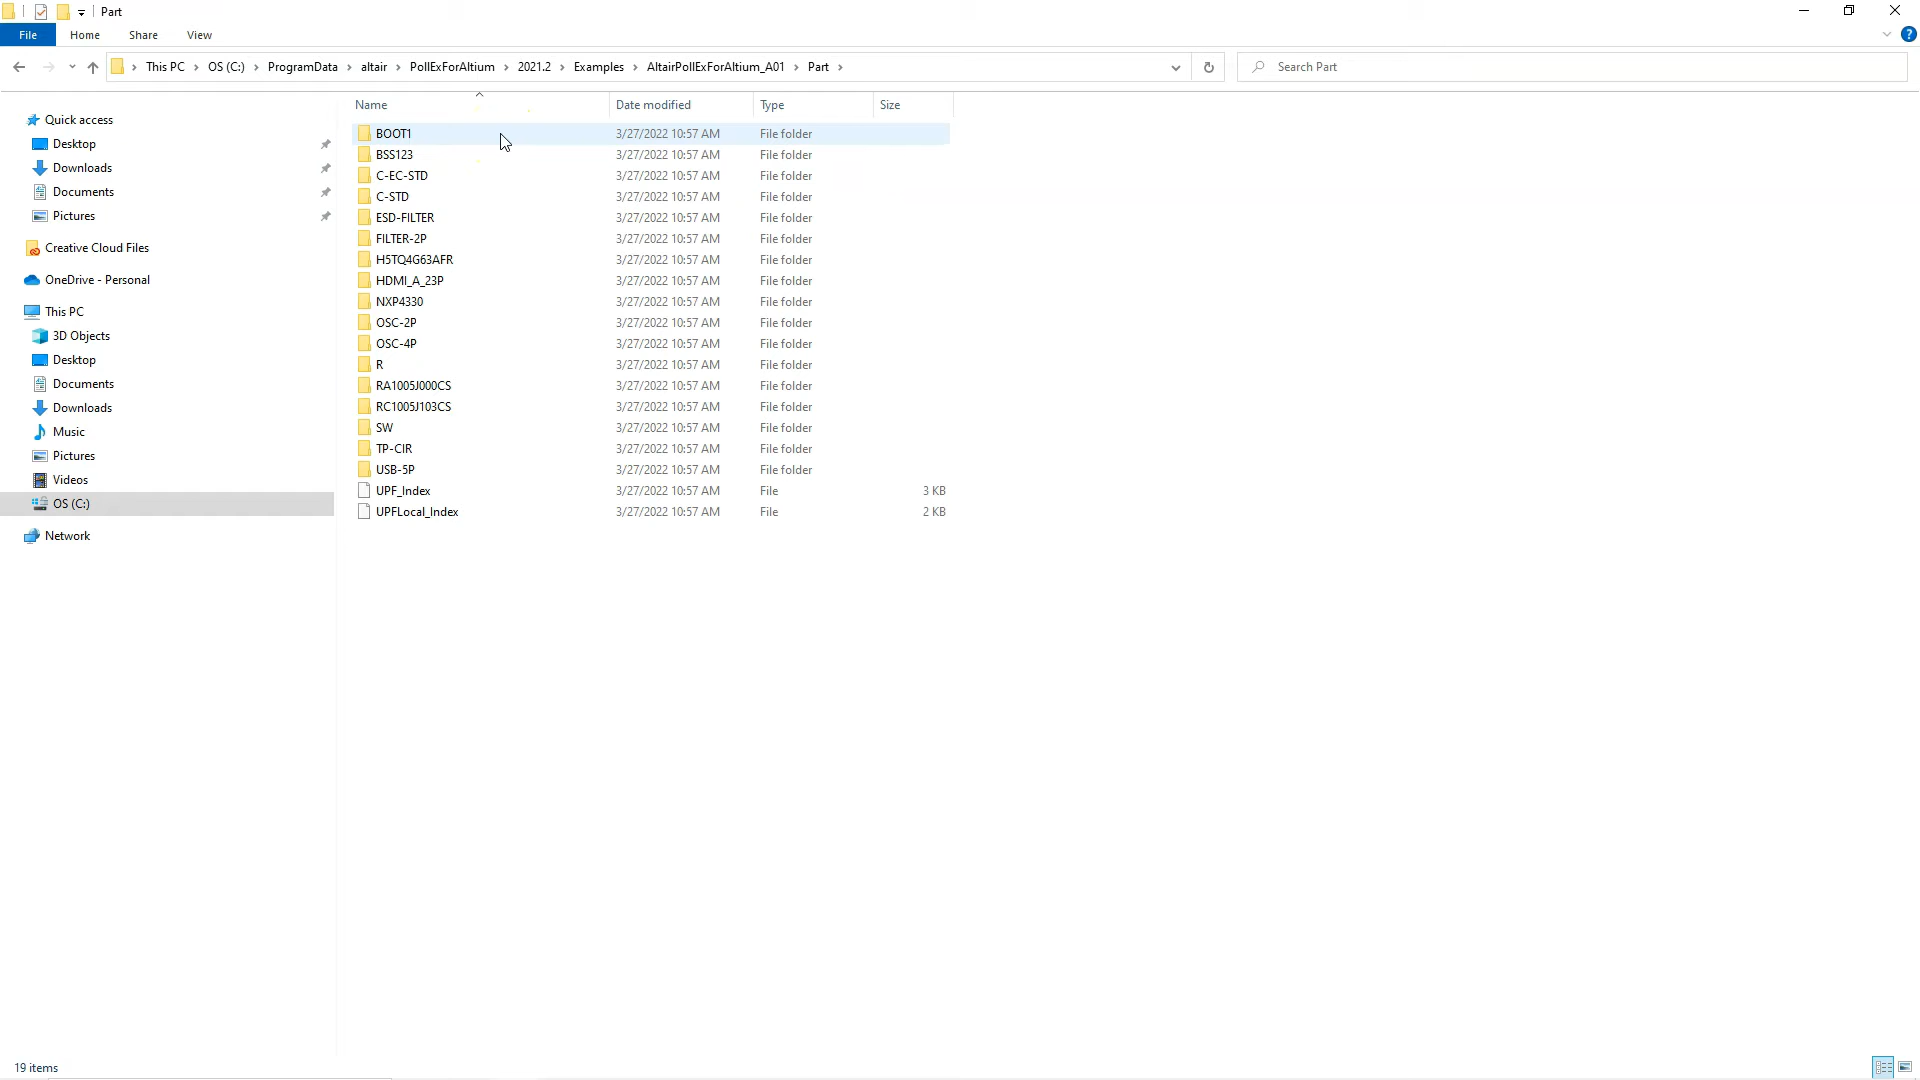 Part
File Home Share View
This PC OS (C:) ProgramData altair PollExForAltium 2021.2 Examples AltairPollExForAltium_A01 Part
Search Part
Quick access
Desktop
Downloads
Documents
Pictures
Creative Cloud Files
OneDrive - Personal
This PC
3D Objects
Desktop
Documents
Downloads
Music
Pictures
Videos
OS (C:)
Network
Name Date modified Type Size
BOOT1 3/27/2022 10:57 AM File folder
BSS123 3/27/2022 10:57 AM File folder
C-EC-STD 3/27/2022 10:57 AM File folder
C-STD 3/27/2022 10:57 AM File folder
ESD-FILTER 3/27/2022 10:57 AM File folder
FILTER-2P 3/27/2022 10:57 AM File folder
H5TQ4G63AFR 3/27/2022 10:57 AM File folder
HDMI_A_23P 3/27/2022 10:57 AM File folder
NXP4330 3/27/2022 10:57 AM File folder
OSC-2P 3/27/2022 10:57 AM File folder
OSC-4P 3/27/2022 10:57 AM File folder
R 3/27/2022 10:57 AM File folder
RA1005J000CS 3/27/2022 10:57 AM File folder
RC1005J103CS 3/27/2022 10:57 AM File folder
SW 3/27/2022 10:57 AM File folder
TP-CIR 3/27/2022 10:57 AM File folder
USB-5P 3/27/2022 10:57 AM File folder
UPF_Index 3/27/2022 10:57 AM File 3 KB
UPFLocal_Index 3/27/2022 10:57 AM File 2 KB
19 items